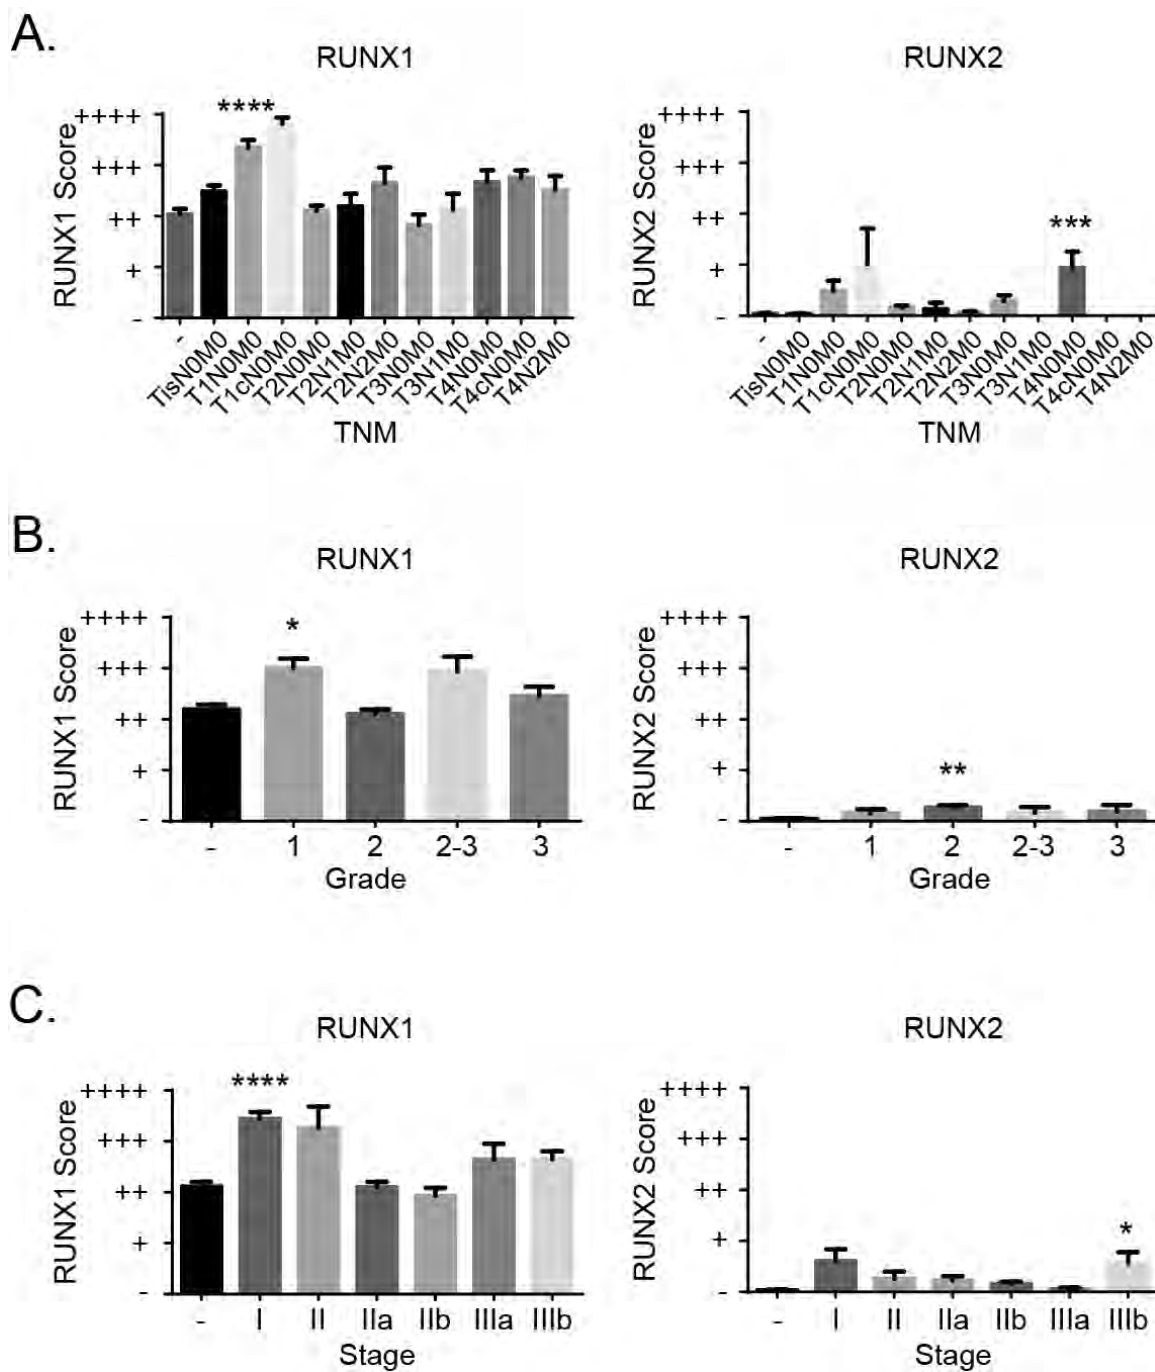 A.
RUNX1
RUNX1 Score
++++
+++
++
+
-
****
- TisN0M0 T1N0M0 T1cN0M0 T2N0M0 T2N1M0 T2N2M0 T3N0M0 T3N1M0 T4N0M0 T4cN0M0 T4N2M0
TNM
RUNX2
RUNX2 Score
++++
+++
++
+
-
***
- TisN0M0 T1N0M0 T1cN0M0 T2N0M0 T2N1M0 T2N2M0 T3N0M0 T3N1M0 T4N0M0 T4cN0M0 T4N2M0
TNM
B.
RUNX1
RUNX1 Score
++++
+++
++
+
-
*
- 1 2 2-3 3
Grade
RUNX2
RUNX2 Score
++++
+++
++
+
-
**
- 1 2 2-3 3
Grade
C.
RUNX1
RUNX1 Score
++++
+++
++
+
-
****
- I II IIa IIb IIIa IIIb
Stage
RUNX2
RUNX2 Score
++++
+++
++
+
-
*
- I II IIa IIb IIIa IIIb
Stage